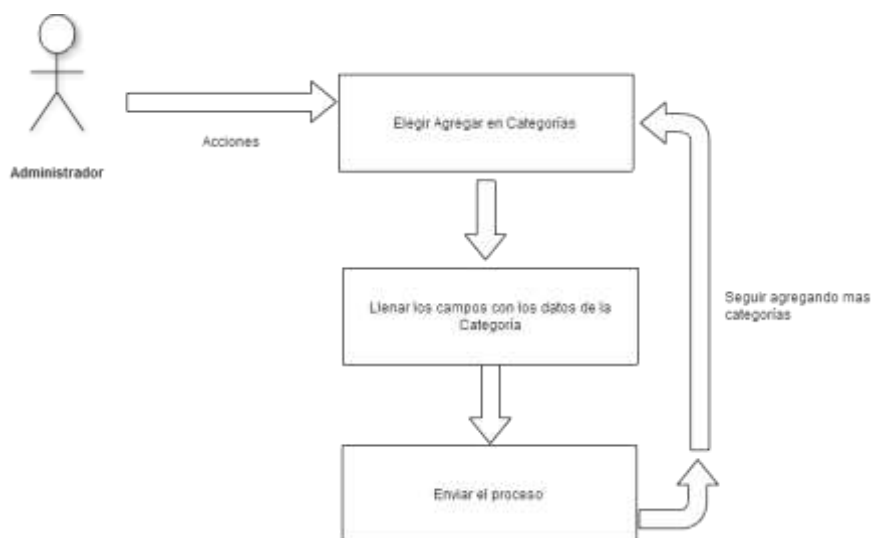 Administrador
Acciones
Elegir Agregar en Categorías
Llenar los campos con los datos de la
Categoría
Seguir agregando mas
categorías
Enviar el proceso